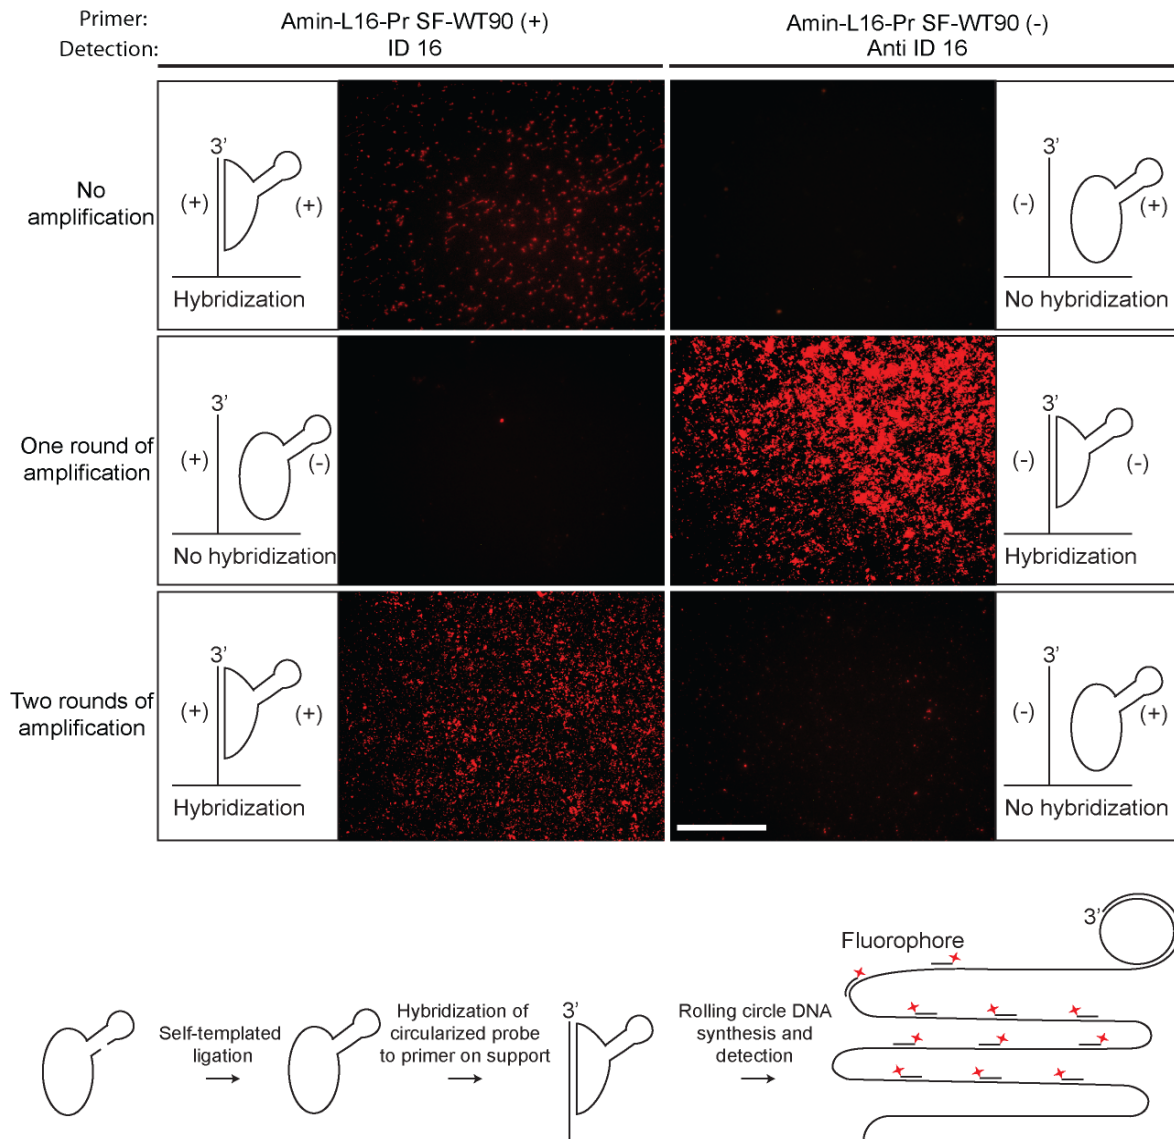 Primer:
Amin-L16-Pr SF-WT90 (+)
Amin-L16-Pr SF-WT90 (-)
Detection:
ID 16
Anti ID 16
No
amplification
3'
(+)
(+)
Hybridization
3'
(-)
(+)
No hybridization
One round of
amplification
3'
(+)
(-)
No hybridization
3'
(-)
(-)
Hybridization
Two rounds of
amplification
3'
(+)
(+)
Hybridization
3'
(-)
(+)
No hybridization
Self-templated
ligation
Hybridization of
circularized probe
to primer on support
3'
Rolling circle DNA
synthesis and
detection
Fluorophore
3'